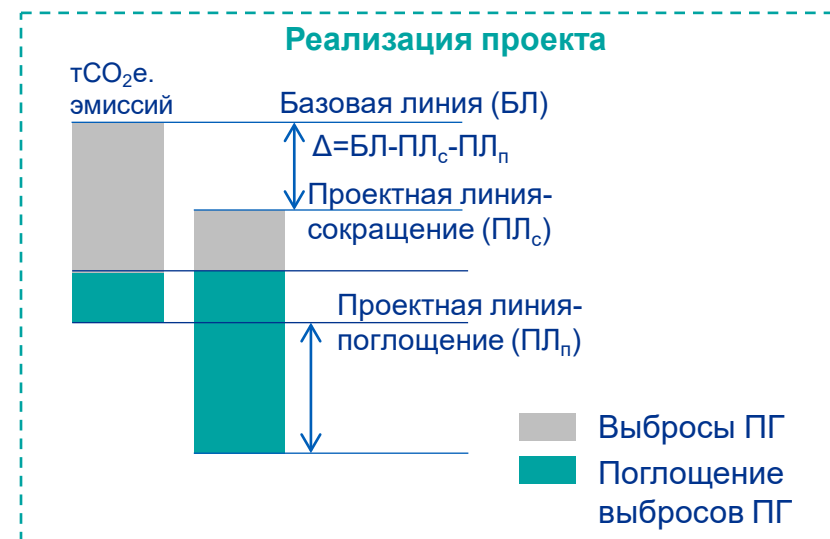 Реализация проекта
тCO₂e.
эмиссий
Базовая линия (БЛ)
Δ=БЛ-ПЛс-ПЛп
Проектная линия-
сокращение (ПЛс)
Проектная линия-
поглощение (ПЛп)
Выбросы ПГ
Поглощение
выбросов ПГ